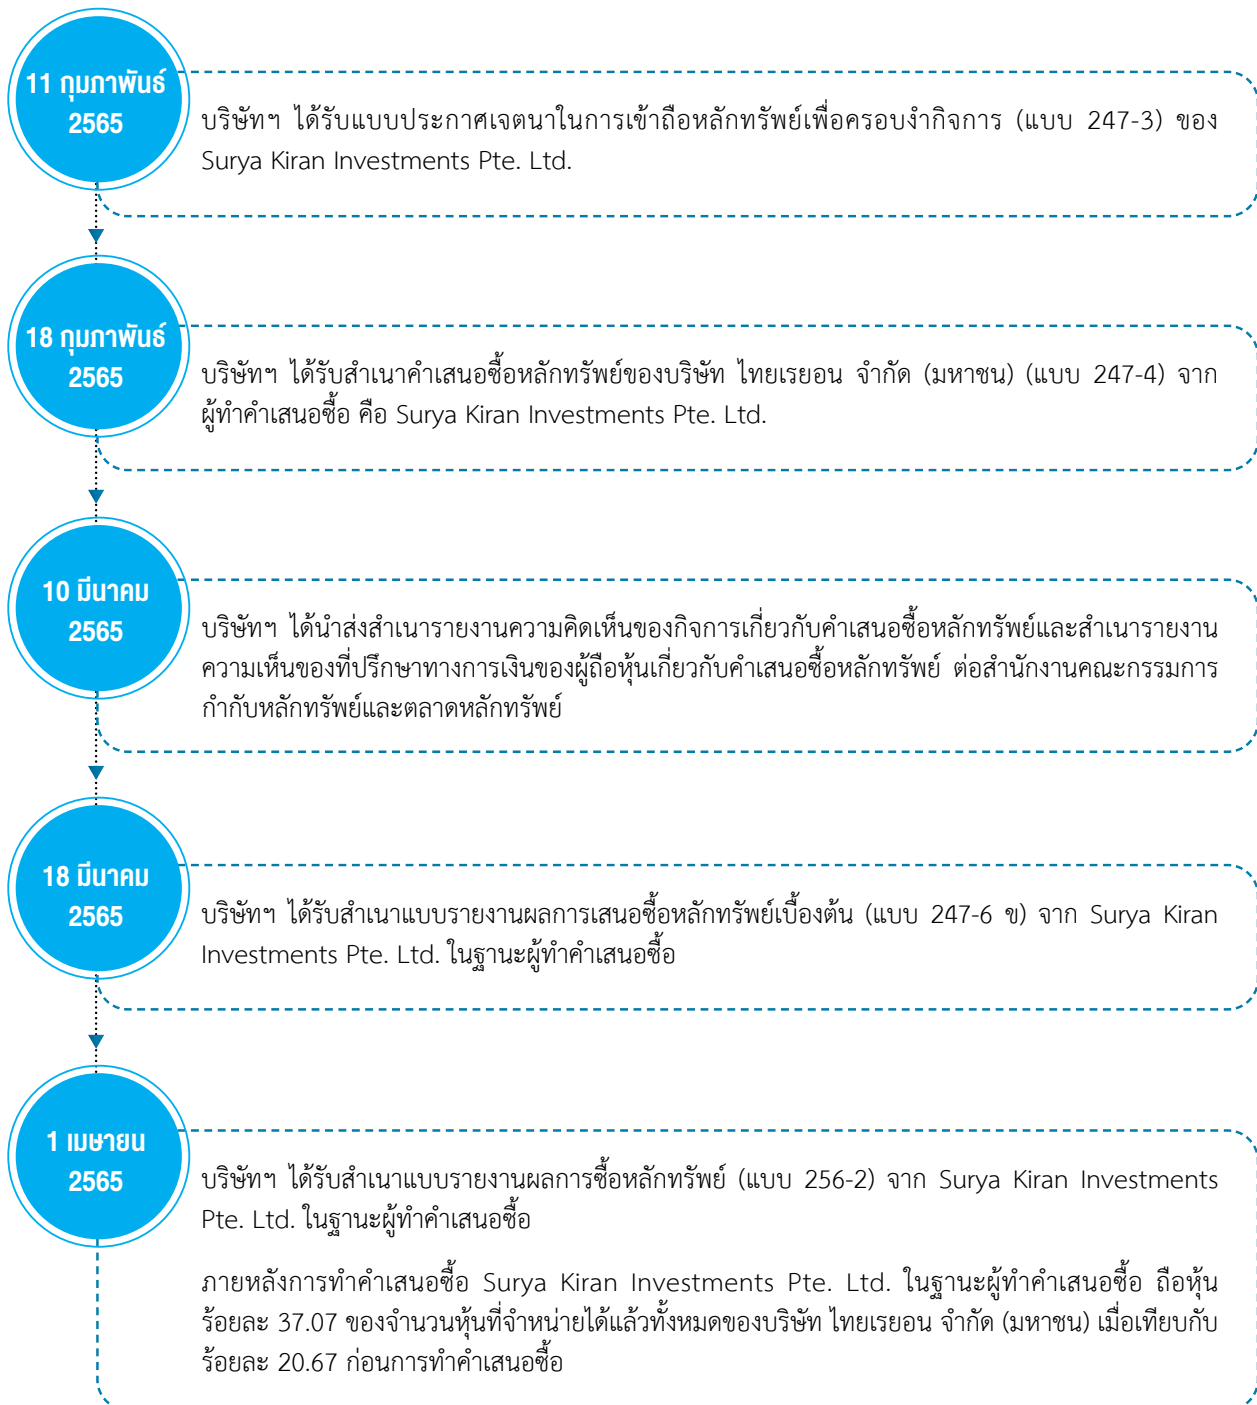 11 กุมภาพันธ์
2565
บริษัทฯ ได้รับแบบประกาศเจตนาในการเข้าถือหลักทรัพย์เพื่อครอบงำกิจการ (แบบ 247-3) ของ
Surya Kiran Investments Pte. Ltd.
18 กุมภาพันธ์
2565
บริษัทฯ ได้รับสำเนาคำเสนอซื้อหลักทรัพย์ของบริษัท ไทยเรยอน จำกัด (มหาชน) (แบบ 247-4) จาก
ผู้ทำคำเสนอซื้อ คือ Surya Kiran Investments Pte. Ltd.
10 มีนาคม
2565
บริษัทฯ ได้นำส่งสำเนารายงานความคิดเห็นของกิจการเกี่ยวกับคำเสนอซื้อหลักทรัพย์และสำเนารายงาน
ความเห็นของที่ปรึกษาทางการเงินของผู้ถือหุ้นเกี่ยวกับคำเสนอซื้อหลักทรัพย์ ต่อสำนักงานคณะกรรมการ
กำกับหลักทรัพย์และตลาดหลักทรัพย์
18 มีนาคม
2565
บริษัทฯ ได้รับสำเนาแบบรายงานผลการเสนอซื้อหลักทรัพย์เบื้องต้น (แบบ 247-6 ข) จาก Surya Kiran
Investments Pte. Ltd. ในฐานะผู้ทำคำเสนอซื้อ
1 เมษายน
2565
บริษัทฯ ได้รับสำเนาแบบรายงานผลการซื้อหลักทรัพย์ (แบบ 256-2) จาก Surya Kiran Investments
Pte. Ltd. ในฐานะผู้ทำคำเสนอซื้อ
ภายหลังการทำคำเสนอซื้อ Surya Kiran Investments Pte. Ltd. ในฐานะผู้ทำคำเสนอซื้อ ถือหุ้น
ร้อยละ 37.07 ของจำนวนหุ้นที่จำหน่ายได้แล้วทั้งหมดของบริษัท ไทยเรยอน จำกัด (มหาชน) เมื่อเทียบกับ
ร้อยละ 20.67 ก่อนการทำคำเสนอซื้อ